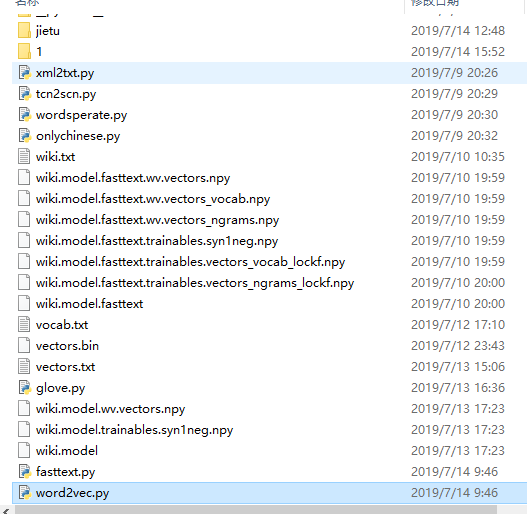 名称 修改日期
jietu 2019/7/14 12:48
1 2019/7/14 15:52
xml2txt.py 2019/7/9 20:26
tcn2scn.py 2019/7/9 20:29
wordsperate.py 2019/7/9 20:30
onlychinese.py 2019/7/9 20:32
wiki.txt 2019/7/10 10:35
wiki.model.fasttext.wv.vectors.npy 2019/7/10 19:59
wiki.model.fasttext.wv.vectors_vocab.npy 2019/7/10 19:59
wiki.model.fasttext.wv.vectors_ngrams.npy 2019/7/10 19:59
wiki.model.fasttext.trainables.syn1neg.npy 2019/7/10 19:59
wiki.model.fasttext.trainables.vectors_vocab_lockf.npy 2019/7/10 19:59
wiki.model.fasttext.trainables.vectors_ngrams_lockf.npy 2019/7/10 20:00
wiki.model.fasttext 2019/7/10 20:00
vocab.txt 2019/7/12 17:10
vectors.bin 2019/7/12 23:43
vectors.txt 2019/7/13 15:06
glove.py 2019/7/13 16:36
wiki.model.wv.vectors.npy 2019/7/13 17:23
wiki.model.trainables.syn1neg.npy 2019/7/13 17:23
wiki.model 2019/7/13 17:23
fasttext.py 2019/7/14 9:46
word2vec.py 2019/7/14 9:46